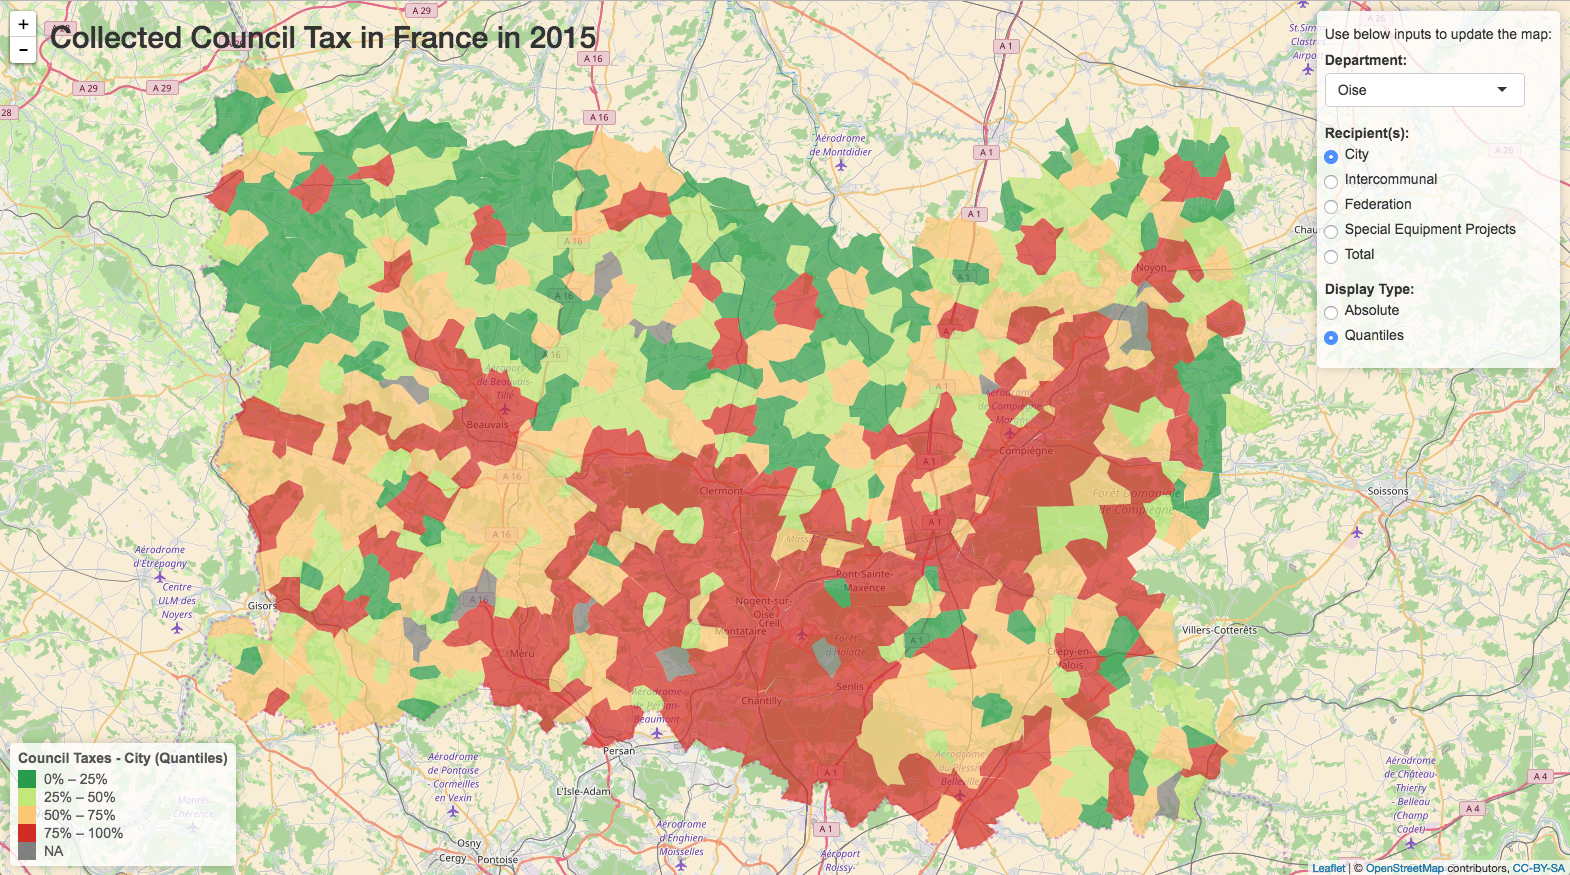 +
−
Collected Council Tax in France in 2015
A 29
A 29
A 29
28
A 16
A 16
A 16
A 16
A 16
A 16
A 16
A 16
A 1
A 1
A 1
A 1
A 1
A 1
A 1
A 1
A 1
A 1
A 26
A 26
A 4
A 4
Aérodrome
de Montdidier
Use below inputs to update the map:
Department:
Oise
Recipient(s):
City
Intercommunal
Federation
Special Equipment Projects
Total
Display Type:
Absolute
Quantiles
Noyon
Aéroport
de Beauvais-
Tillé
Beauvais
Aérodrome
de Compiègne
Margny
Compiègne
Clermont
Forêt Domaniale
de Compiègne
Soissons
Aérodrome
d'Étrépagny
Centre
ULM des
Noyers
Gisors
Pont-Sainte-
Maxence
Nogent-sur-
Oise
Creil
Montataire
Forêt
d'Halatte
Villers-Cotterêts
Crépy-en-
Valois
Méru
Senlis
Chantilly
Aérodrome
de Persan-
Beaumont
Persan
L'Isle-Adam
Aérodrome
de Pontoise
- Cormeilles
en Vexin
Aérodrome
du Plessis
Belleville
Aérodrome
de Château-
Thierry
- Belleau
(Champ
Cadet)
Mantes
Chérence
Osny
Cergy
Pontoise
Aérodrome
d'Enghien
Moisselles
Aéroport
Roissy-
Council Taxes - City (Quantiles)
0% – 25%
25% – 50%
50% – 75%
75% – 100%
NA
Leaflet | © OpenStreetMap contributors, CC-BY-SA